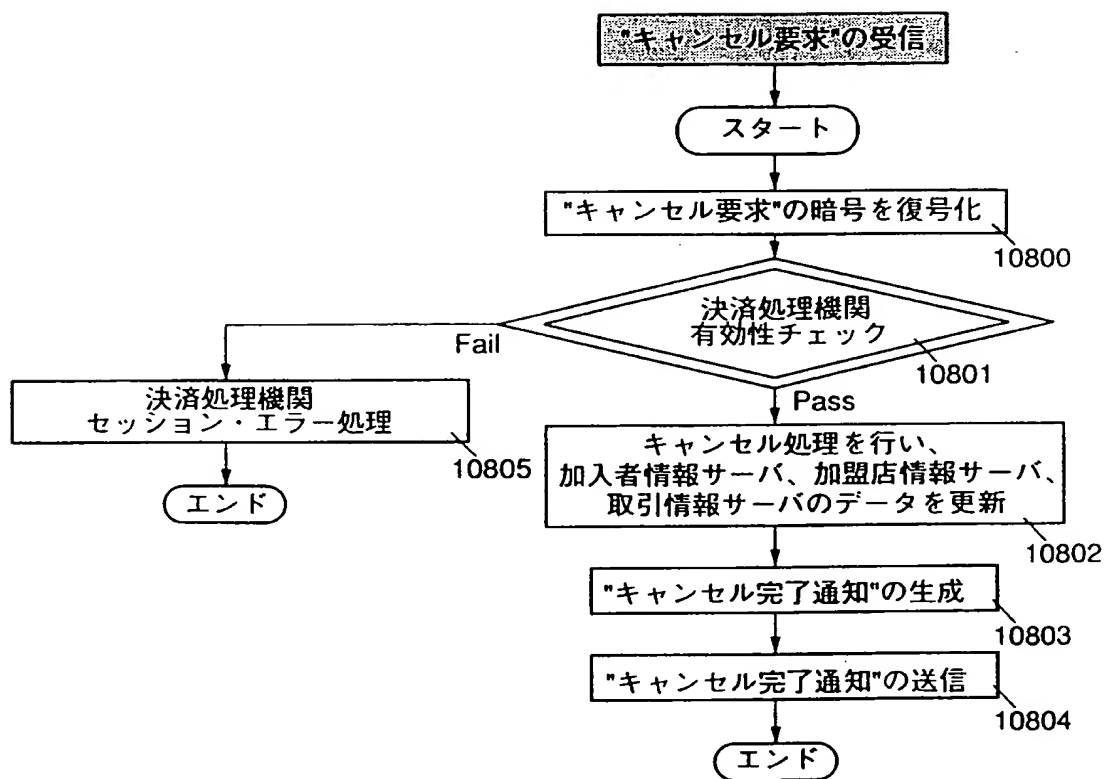 "キャンセル要求"の受信
スタート
"キャンセル要求"の暗号を復号化
10800
決済処理機関
有効性チェック
10801
Fail
Pass
決済処理機関
セッション・エラー処理
10805
エンド
キャンセル処理を行い、
加入者情報サーバ、加盟店情報サーバ、
取引情報サーバのデータを更新
10802
"キャンセル完了通知"の生成
10803
"キャンセル完了通知"の送信
10804
エンド